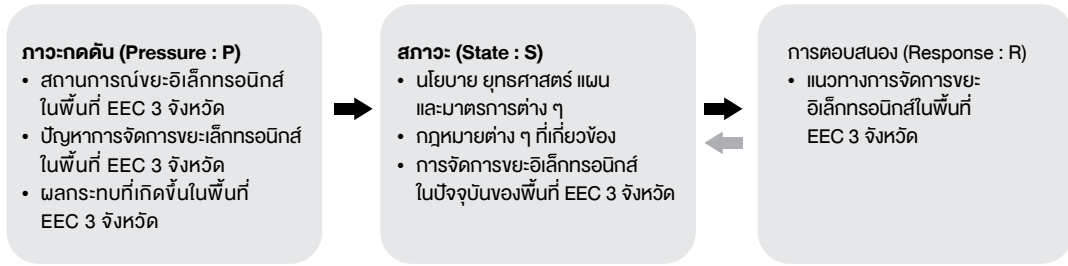 ภาวะกดดัน (Pressure : P)
• สถานการณ์ขยะอิเล็กทรอนิกส์
ในพื้นที่ EEC 3 จังหวัด
• ปัญหาการจัดการขยะเล็กทรอนิกส์
ในพื้นที่ EEC 3 จังหวัด
• ผลกระทบที่เกิดขึ้นในพื้นที่
EEC 3 จังหวัด
สภาวะ (State : S)
• นโยบาย ยุทธศาสตร์ แผน
และมาตรการต่าง ๆ
• กฎหมายต่าง ๆ ที่เกี่ยวข้อง
• การจัดการขยะอิเล็กทรอนิกส์
ในปัจจุบันของพื้นที่ EEC 3 จังหวัด
การตอบสนอง (Response : R)
• แนวทางการจัดการขยะ
อิเล็กทรอนิกส์ในพื้นที่
EEC 3 จังหวัด